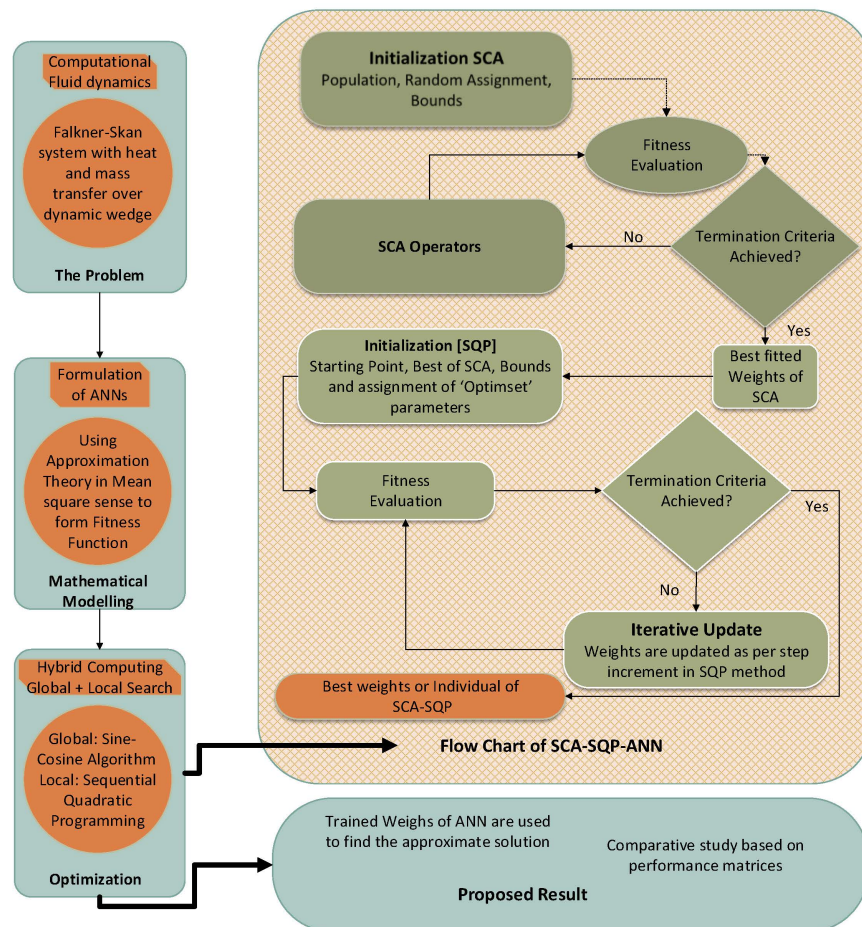 Computational
Fluid dynamics
Falkner-Skan
system with heat
and mass
transfer over
dynamic wedge
The Problem
Formulation
of ANNs
Using
Approximation
Theory in Mean
square sense to
form Fitness
Function
Mathematical
Modelling
Hybrid Computing
Global + Local Search
Global: Sine-
Cosine Algorithm
Local: Sequential
Quadratic
Programming
Optimization
Initialization SCA
Population, Random Assignment,
Bounds
Fitness
Evaluation
SCA Operators
No
Termination Criteria
Achieved?
Yes
Initialization [SQP]
Starting Point, Best of SCA, Bounds
and assignment of ‘Optimset’
parameters
Best fitted
Weights of
SCA
Fitness
Evaluation
Termination Criteria
Achieved?
Yes
No
Iterative Update
Weights are updated as per step
increment in SQP method
Best weights or Individual of
SCA-SQP
Flow Chart of SCA-SQP-ANN
Trained Weighs of ANN are used
to find the approximate solution
Comparative study based on
performance matrices
Proposed Result